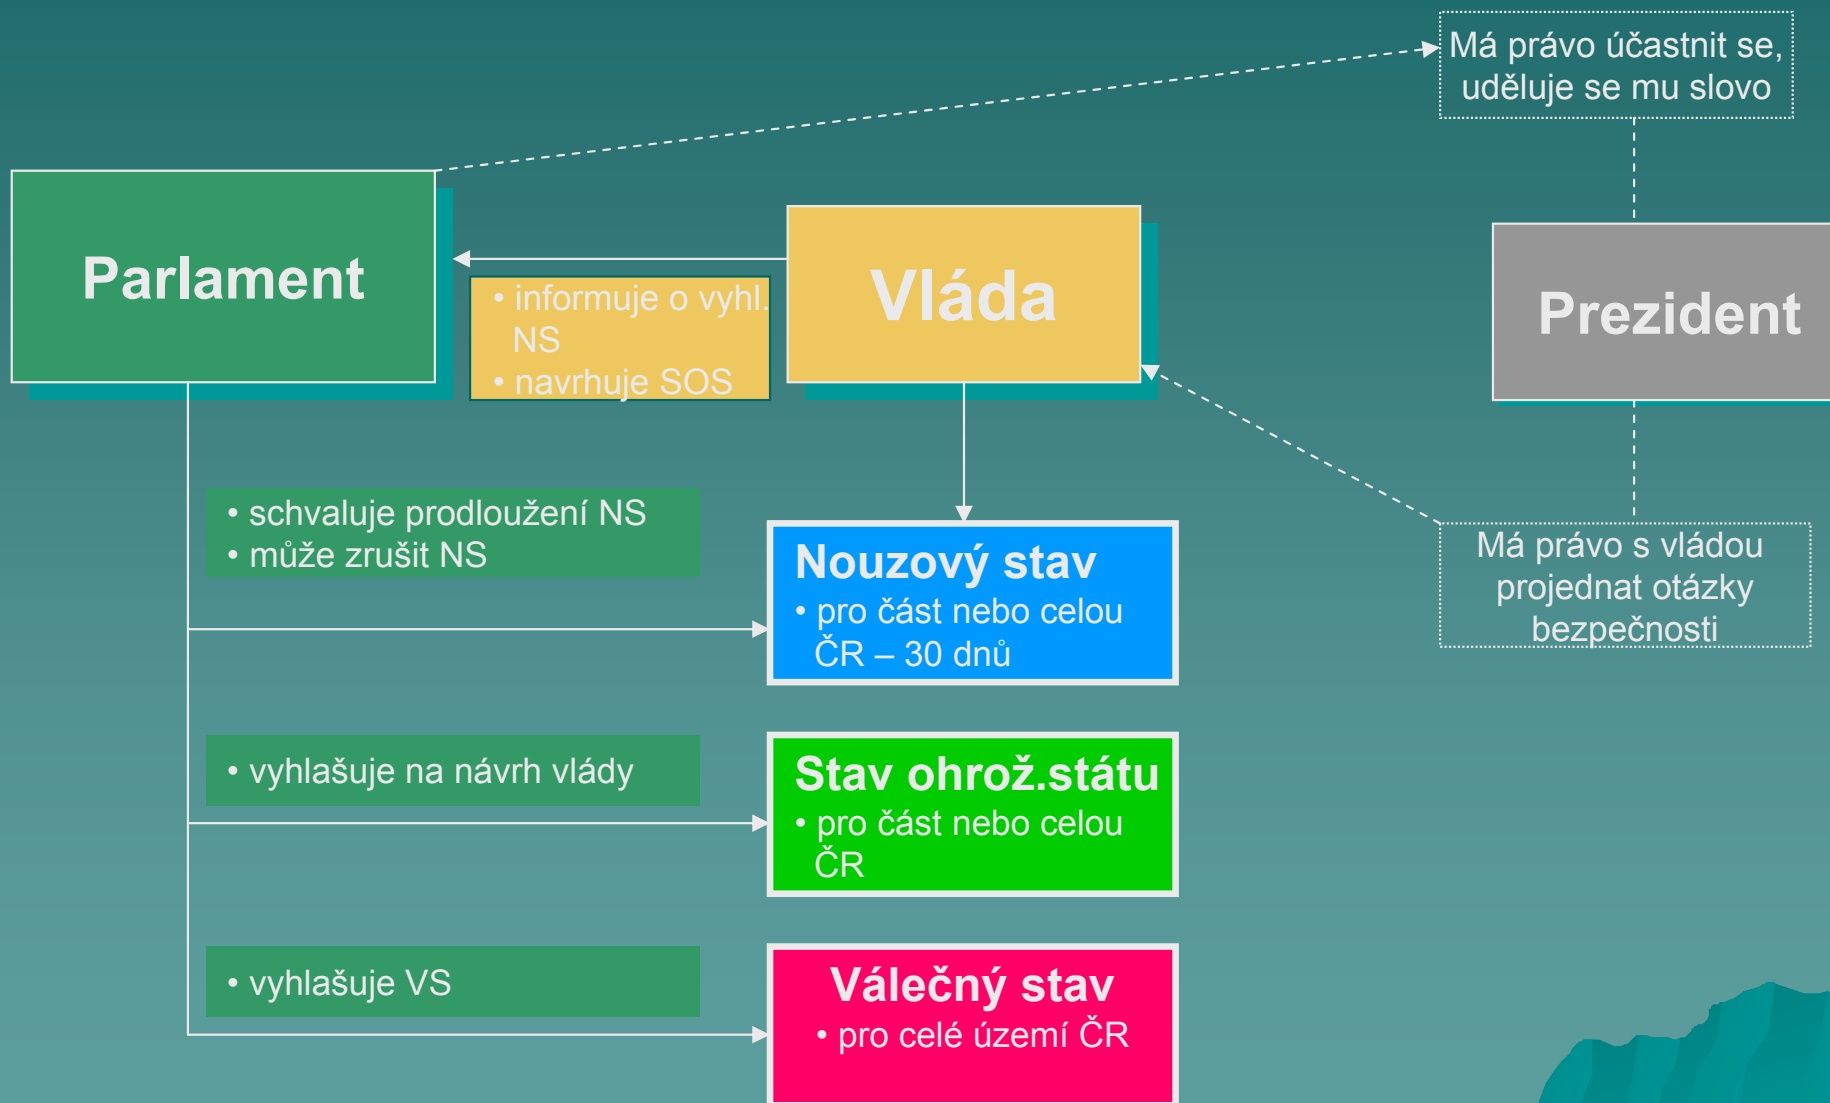 Má právo účastnit se,
uděluje se mu slovo
Parlament
• informuje o vyhl.
NS
• navrhuje SOS
Vláda
Prezident
• schvaluje prodloužení NS
• může zrušit NS
Nouzový stav
• pro část nebo celou
ČR – 30 dnů
Má právo s vládou
projednat otázky
bezpečnosti
• vyhlašuje na návrh vlády
Stav ohrož.státu
• pro část nebo celou
ČR
• vyhlašuje VS
Válečný stav
• pro celé území ČR